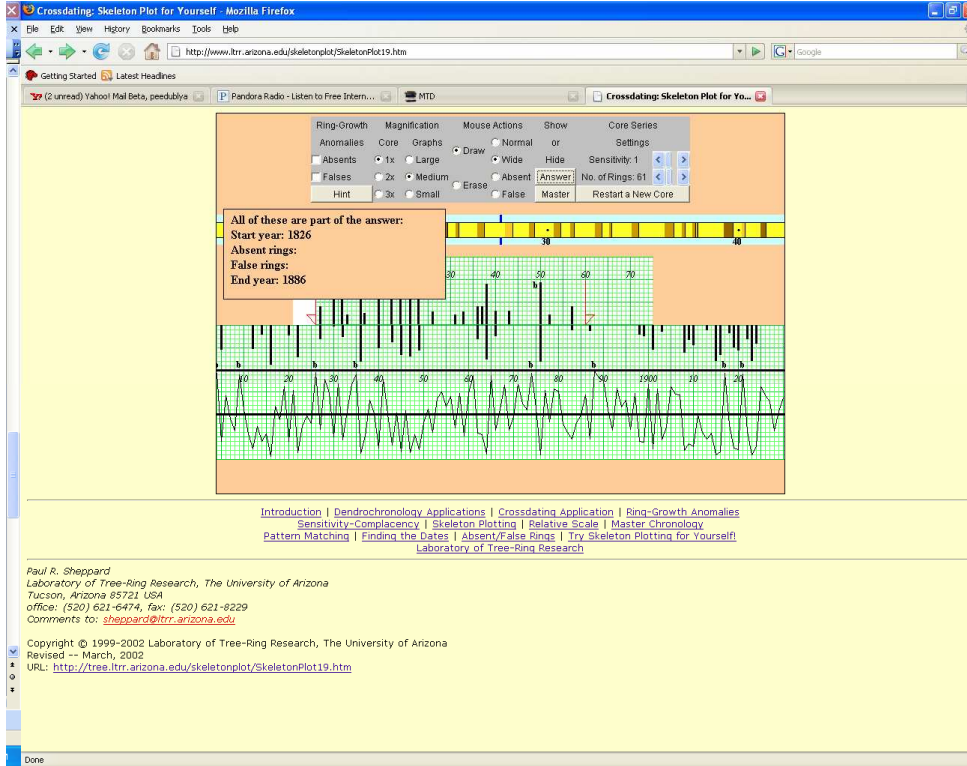 Crossdating: Skeleton Plot for Yourself - Mozilla Firefox
File Edit View History Bookmarks Tools Help
http://www.ltrr.arizona.edu/skeletonplot/SkeletonPlot19.htm
Google
Getting Started Latest Headlines
(2 unread) Yahoo! Mail Beta, peedublya
Pandora Radio - Listen to Free Intern...
MTD
Crossdating: Skeleton Plot for Yo...
Ring-Growth Magnification Mouse Actions Show Core Series
Anomalies Core Graphs Draw Normal or Settings
Absents 1x Large Wide Hide Sensitivity: 1
Falses 2x Medium Erase Absent Answer No. of Rings: 61
Hint 3x Small False Master Restart a New Core
All of these are part of the answer:
Start year: 1826
Absent rings:
False rings:
End year: 1886
30 40
30 40 50 60 70
b
b b b b b b b
10 20 30 40 50 60 70 80 90 1900 10 20
Introduction | Dendrochronology Applications | Crossdating Application | Ring-Growth Anomalies
Sensitivity-Complacency | Skeleton Plotting | Relative Scale | Master Chronology
Pattern Matching | Finding the Dates | Absent/False Rings | Try Skeleton Plotting for Yourself!
Laboratory of Tree-Ring Research
Paul R. Sheppard
Laboratory of Tree-Ring Research, The University of Arizona
Tucson, Arizona 85721 USA
office: (520) 621-6474, fax: (520) 621-8229
Comments to: sheppard@ltrr.arizona.edu
Copyright © 1999-2002 Laboratory of Tree-Ring Research, The University of Arizona
Revised -- March, 2002
URL: http://tree.ltrr.arizona.edu/skeletonplot/SkeletonPlot19.htm
Done